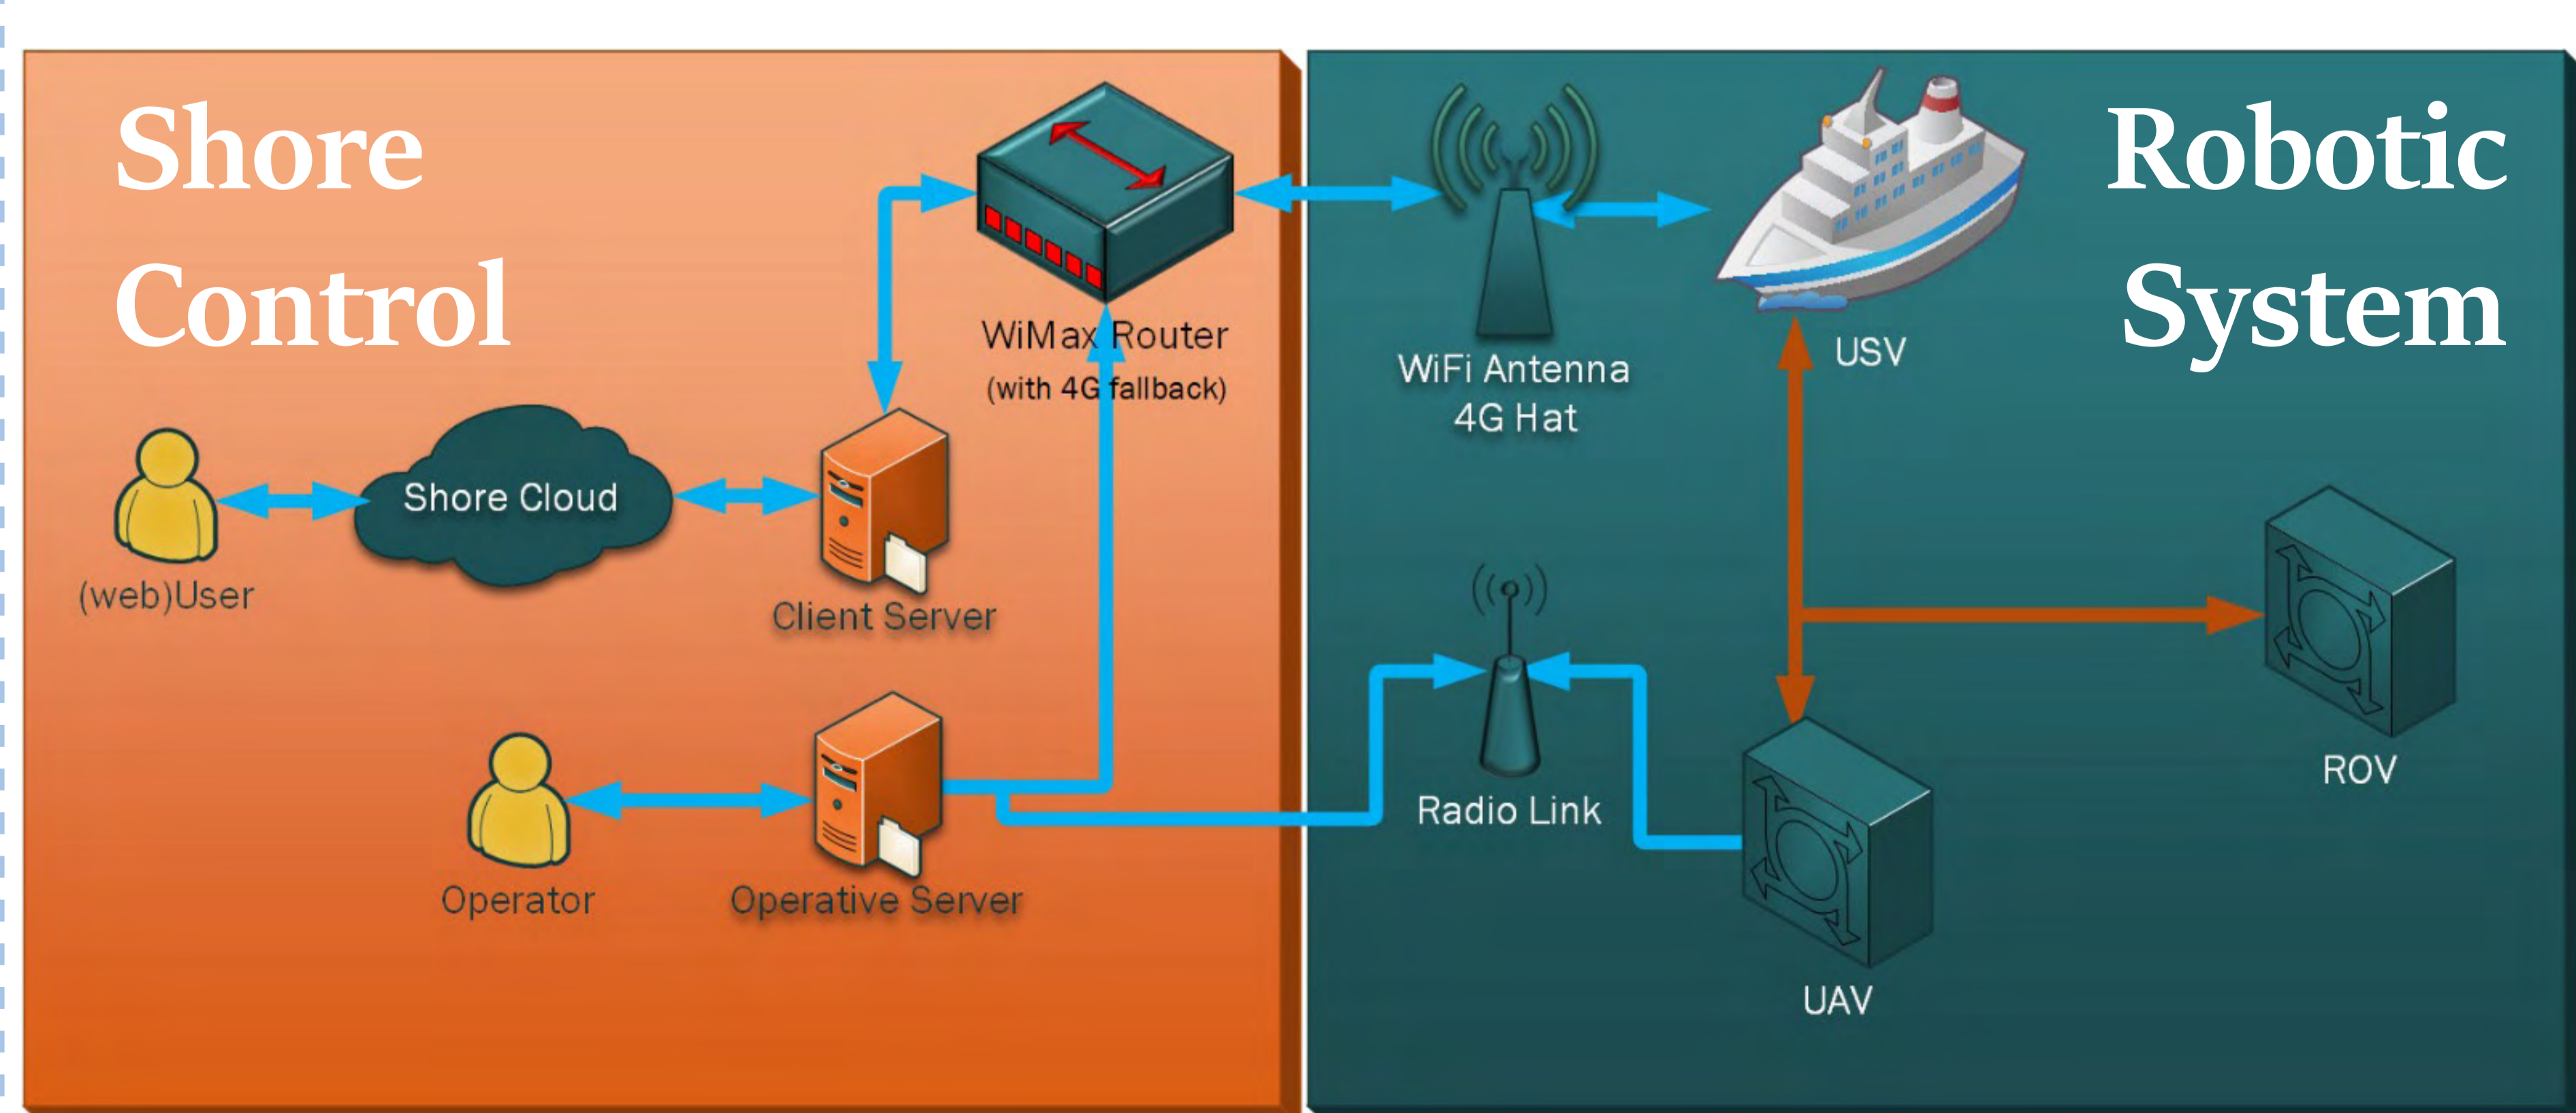 Shore
Control
Robotic
System
WiMax Router
(with 4G fallback)
WiFi Antenna
4G Hat
USV
Shore Cloud
(web)User
Client Server
Radio Link
ROV
Operator
Operative Server
UAV